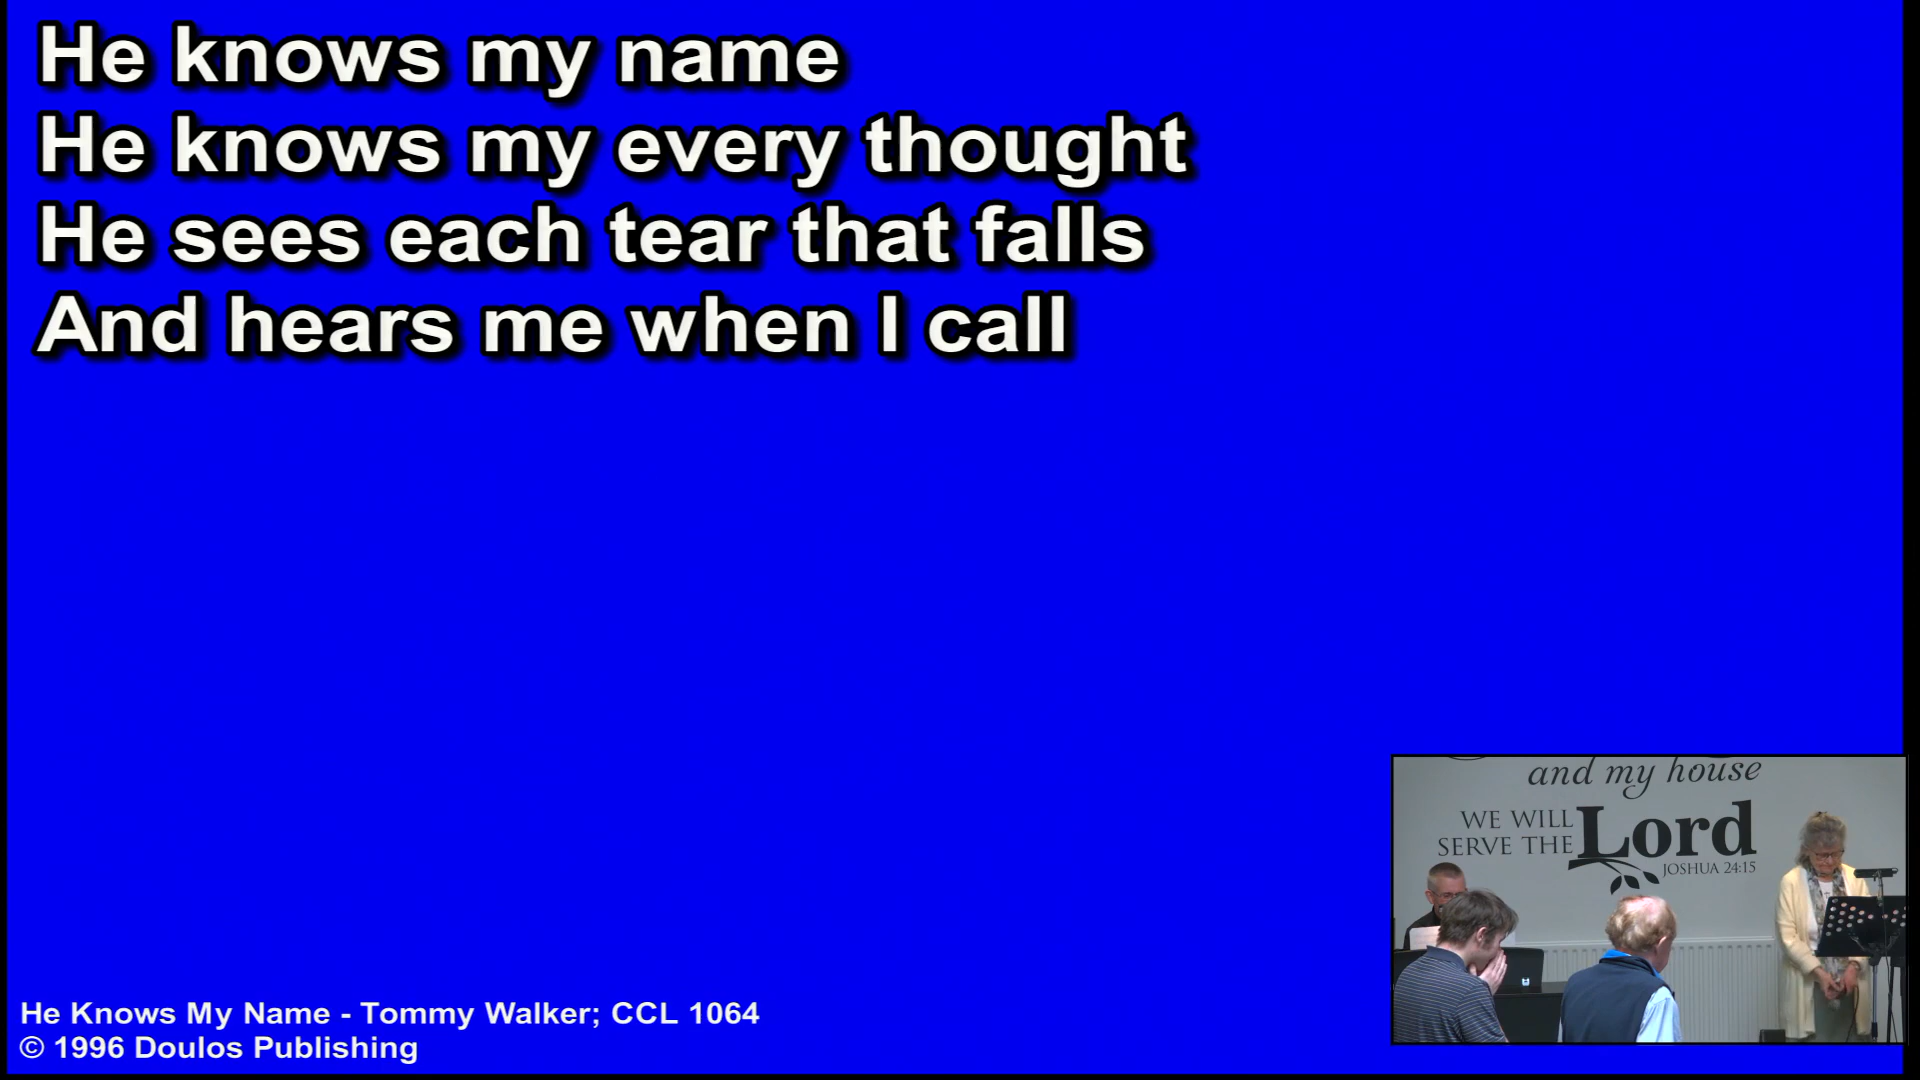 He knows my name
He knows my every thought
He sees each tear that falls
And hears me when I call
and my house
WE WILL
SERVE THE
Lord
JOSHUA 24:15
He Knows My Name - Tommy Walker; CCL 1064
© 1996 Doulos Publishing